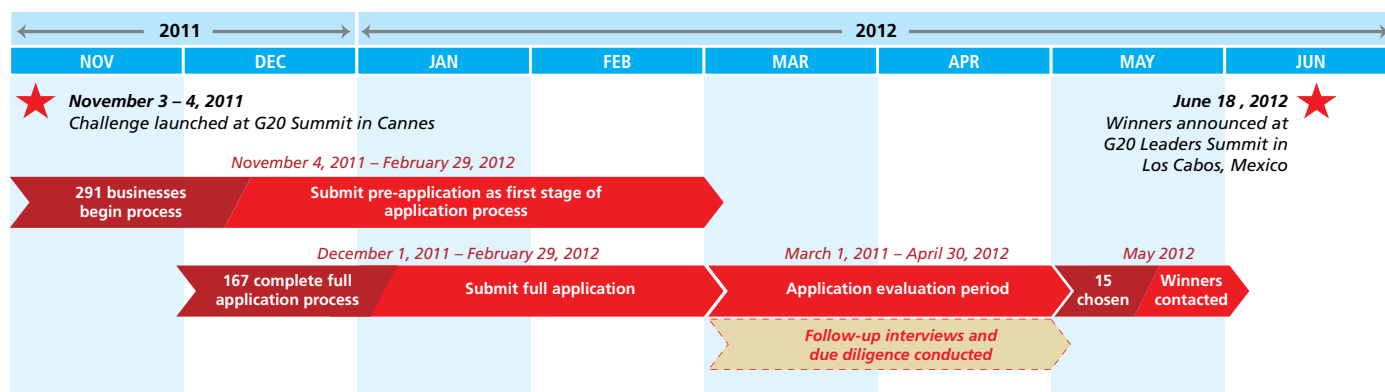 2011
2012
NOV
DEC
JAN
FEB
MAR
APR
MAY
JUN
November 3 – 4, 2011
Challenge launched at G20 Summit in Cannes
June 18 , 2012
Winners announced at
G20 Leaders Summit in
Los Cabos, Mexico
November 4, 2011 – February 29, 2012
291 businesses
begin process
Submit pre-application as first stage of
application process
December 1, 2011 – February 29, 2012
167 complete full
application process
Submit full application
March 1, 2011 – April 30, 2012
Application evaluation period
May 2012
15
chosen
Winners
contacted
Follow-up interviews and
due diligence conducted